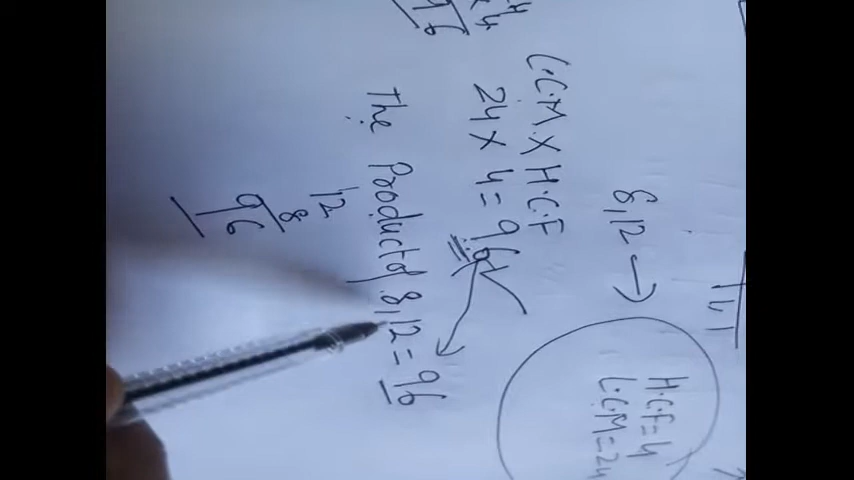 8,12 → H.C.F=4
L.C.M=24
L.C.M X H.C.F
24 X 4 = 96
The Product of 8,12 = 96
12
8
96